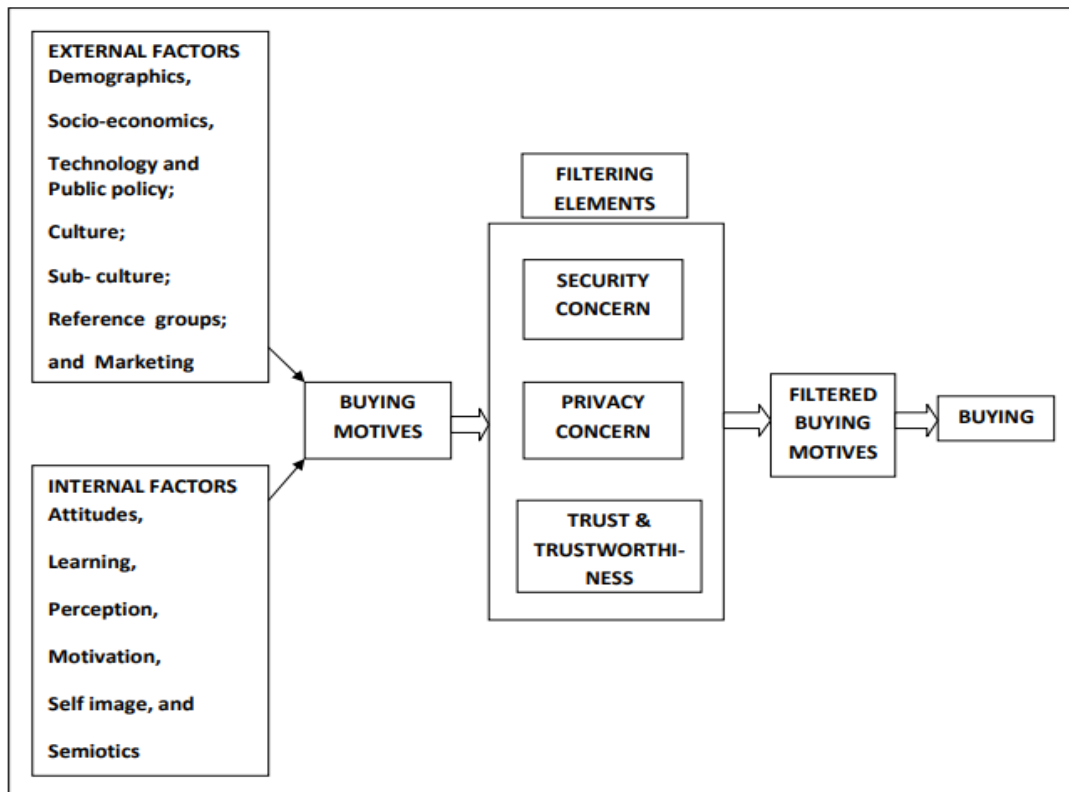 EXTERNAL FACTORS
Demographics,
Socio-economics,
Technology and
Public policy;
Culture;
Sub- culture;
Reference groups;
and Marketing
INTERNAL FACTORS
Attitudes,
Learning,
Perception,
Motivation,
Self image, and
Semiotics
BUYING
MOTIVES
FILTERING
ELEMENTS
SECURITY
CONCERN
PRIVACY
CONCERN
TRUST &
TRUSTWORTHI-
NESS
FILTERED
BUYING
MOTIVES
BUYING